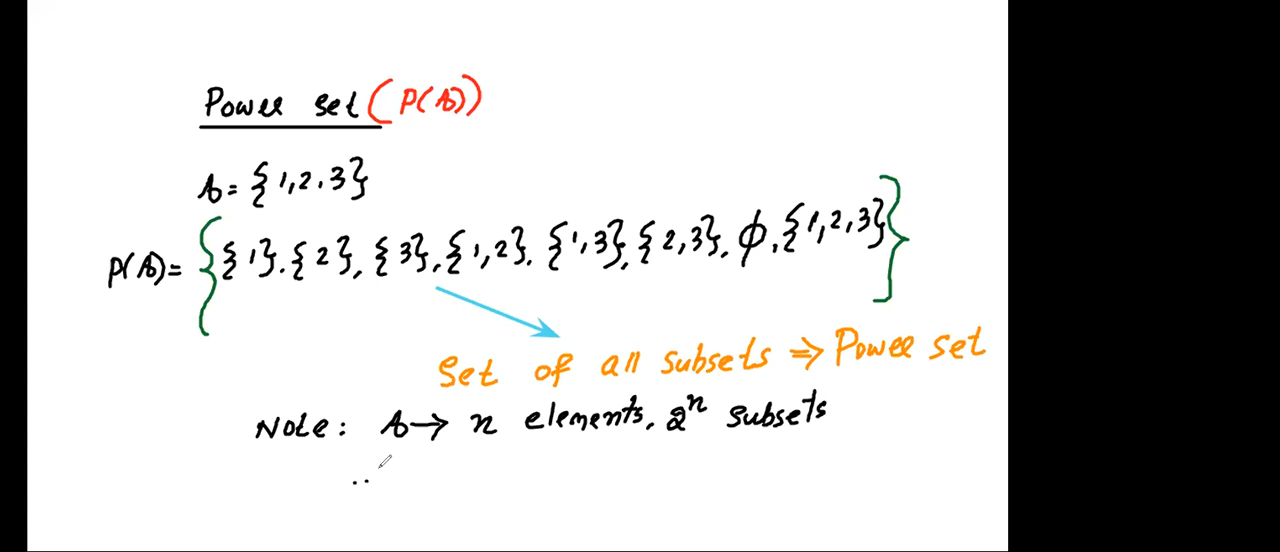 Power set (P(A))
A = {1,2,3}
P(A) = {{1}, {2}, {3}, {1,2}, {1,3}, {2,3}, ϕ, {1,2,3}}
Set of all subsets ⇒ Power set
Note: A → n elements, 2ⁿ subsets
..